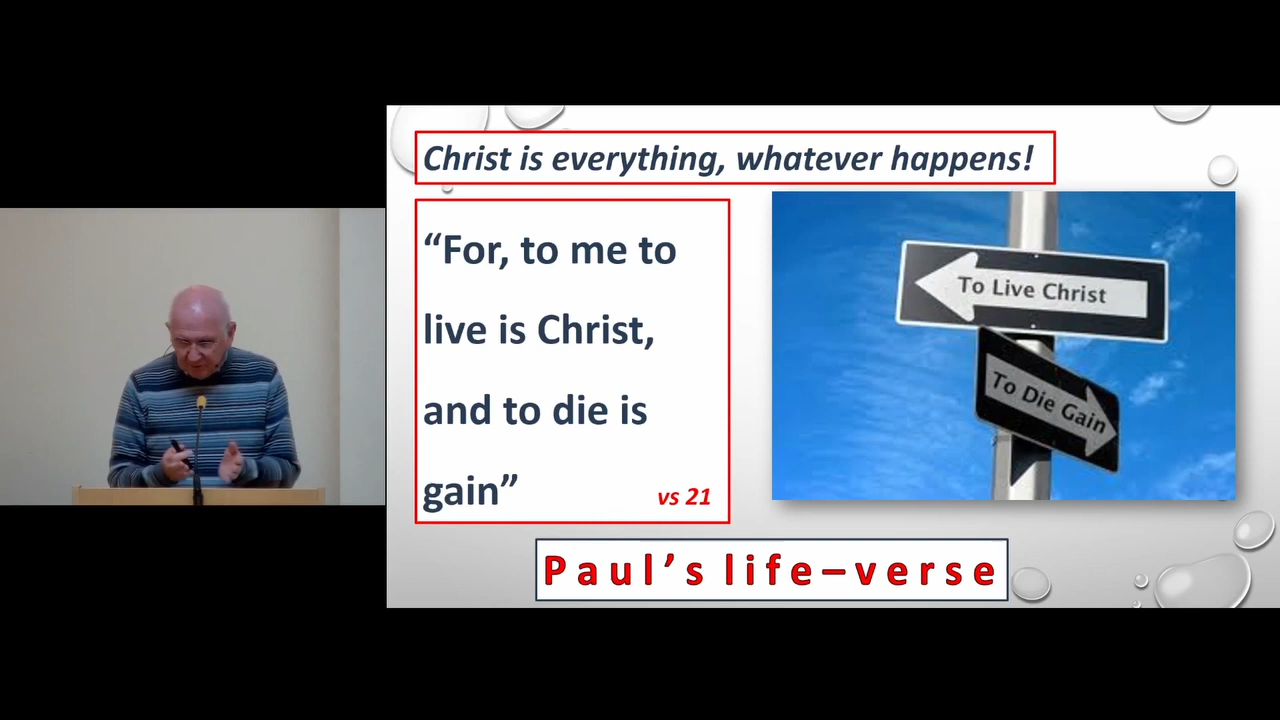 Christ is everything, whatever happens!
“For, to me to
live is Christ,
and to die is
gain” vs 21
To Live Christ
To Die Gain
Paul’s life–verse